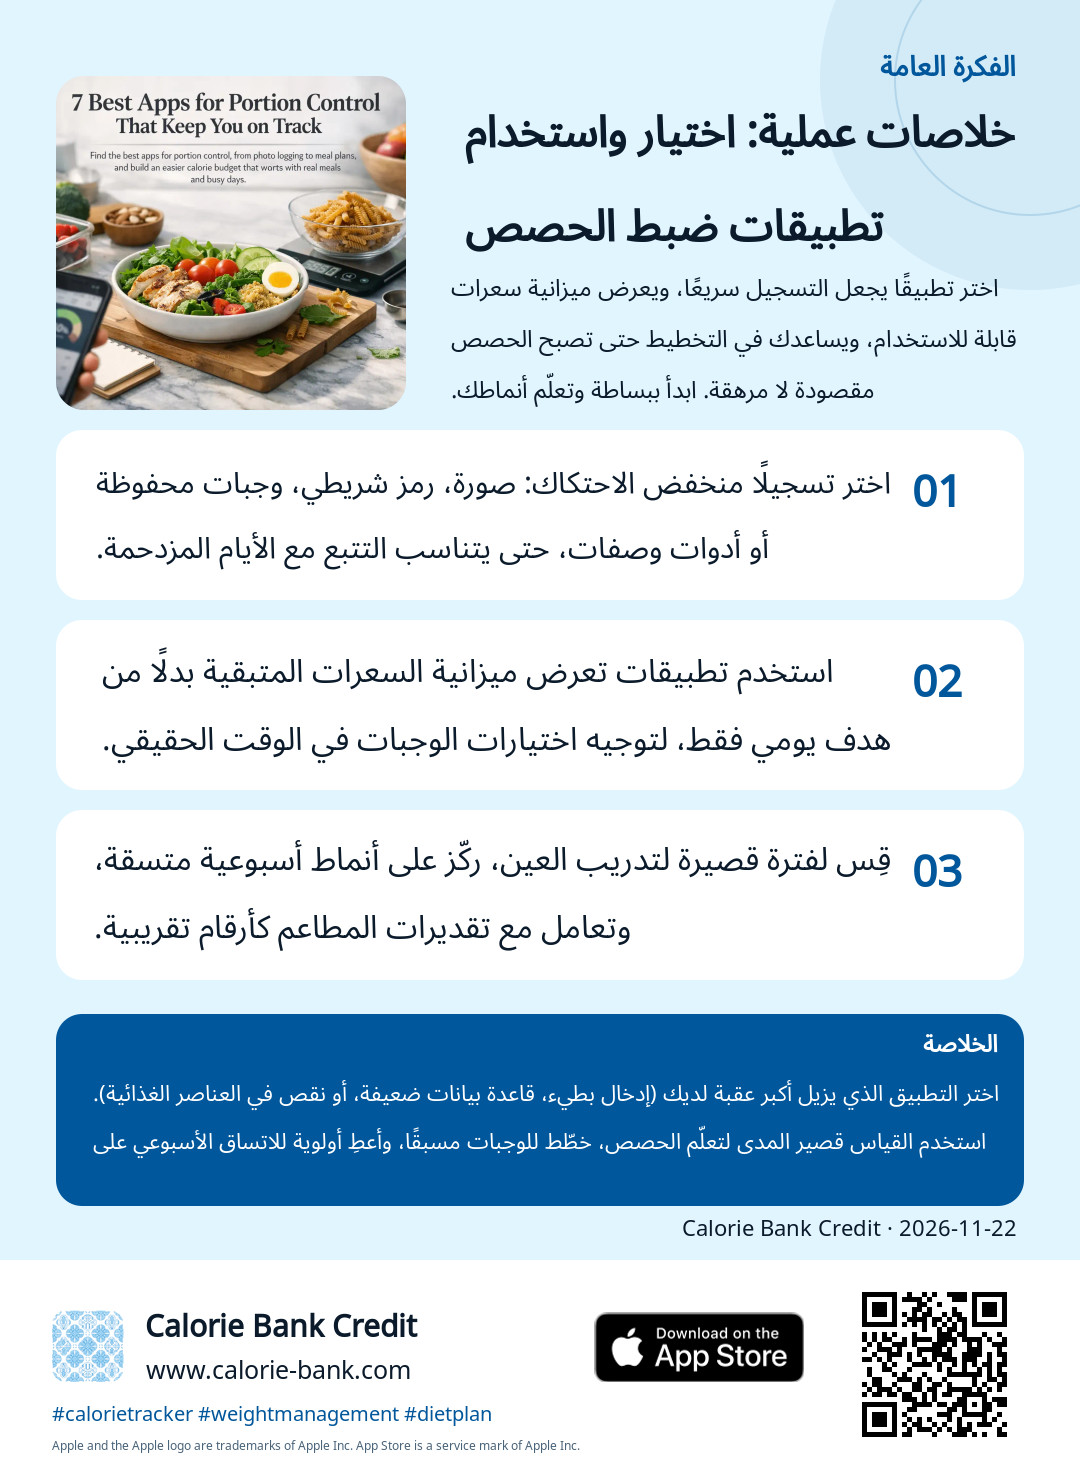 الفكرة العامة
خلاصات عملية: اختيار واستخدام
تطبيقات ضبط الحصص
اختر تطبيقًا يجعل التسجيل سريعًا، ويعرض ميزانية سعرات
قابلة للاستخدام، ويساعدك في التخطيط حتى تصبح الحصص
مقصودة لا مرهقة. ابدأ ببساطة وتعلّم أنماطك.
7 Best Apps for Portion Control
That Keep You on Track
Find the best apps for portion control, from photo logging to meal plans,
and build an easier calorie budget that worts with real meals
and busy days.
01
اختر تسجيلًا منخفض الاحتكاك: صورة، رمز شريطي، وجبات محفوظة
أو أدوات وصفات، حتى يتناسب التتبع مع الأيام المزدحمة.
02
استخدم تطبيقات تعرض ميزانية السعرات المتبقية بدلًا من
هدف يومي فقط، لتوجيه اختيارات الوجبات في الوقت الحقيقي.
03
قِس لفترة قصيرة لتدريب العين، ركّز على أنماط أسبوعية متسقة،
وتعامل مع تقديرات المطاعم كأرقام تقريبية.
الخلاصة
اختر التطبيق الذي يزيل أكبر عقبة لديك (إدخال بطيء، قاعدة بيانات ضعيفة، أو نقص في العناصر الغذائية).
استخدم القياس قصير المدى لتعلّم الحصص، خطّط للوجبات مسبقًا، وأعطِ أولوية للاتساق الأسبوعي على
Calorie Bank Credit · 2026-11-22
Calorie Bank Credit
www.calorie-bank.com
Download on the
App Store
#calorietracker #weightmanagement #dietplan
Apple and the Apple logo are trademarks of Apple Inc. App Store is a service mark of Apple Inc.